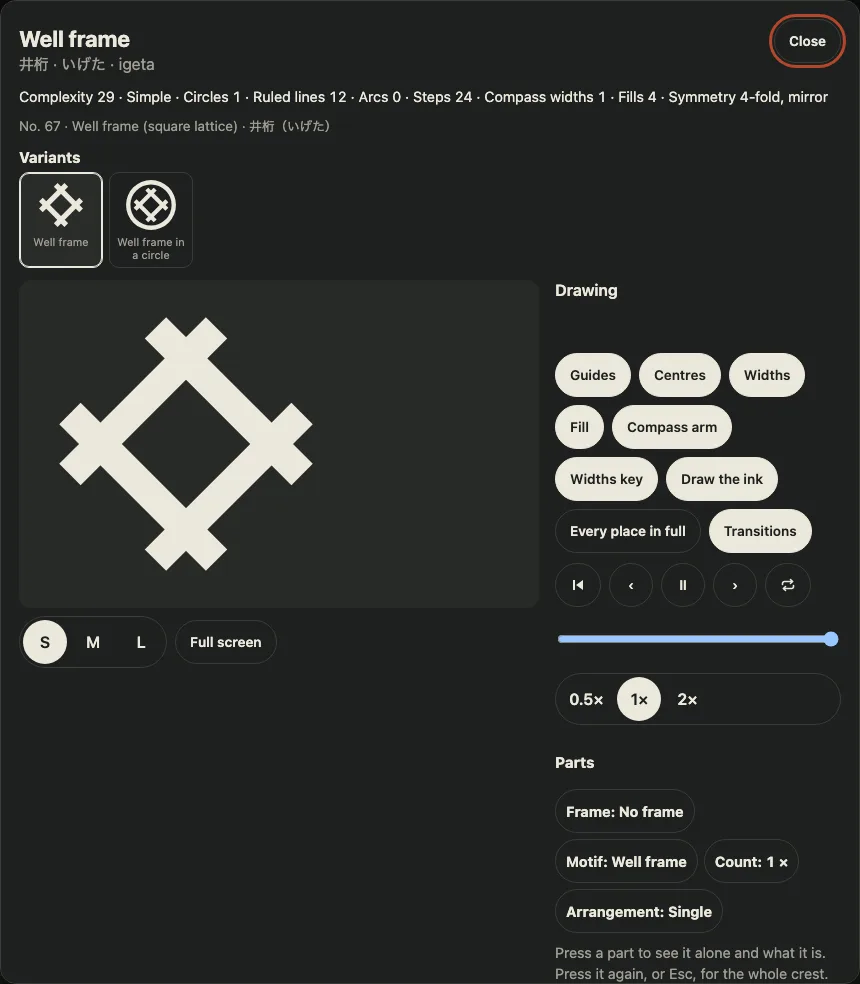 Well frame
Close
井桁 · いげた · igeta
Complexity 29 · Simple · Circles 1 · Ruled lines 12 · Arcs 0 · Steps 24 · Compass widths 1 · Fills 4 · Symmetry 4-fold, mirror
No. 67 · Well frame (square lattice) · 井桁（いげた）
Variants
Well frame
Well frame in
a circle
Drawing
Guides
Centres
Widths
Fill
Compass arm
Widths key
Draw the ink
Every place in full
Transitions
S
M
L
Full screen
0.5×
1×
2×
Parts
Frame: No frame
Motif: Well frame
Count: 1 ×
Arrangement: Single
Press a part to see it alone and what it is.
Press it again, or Esc, for the whole crest.